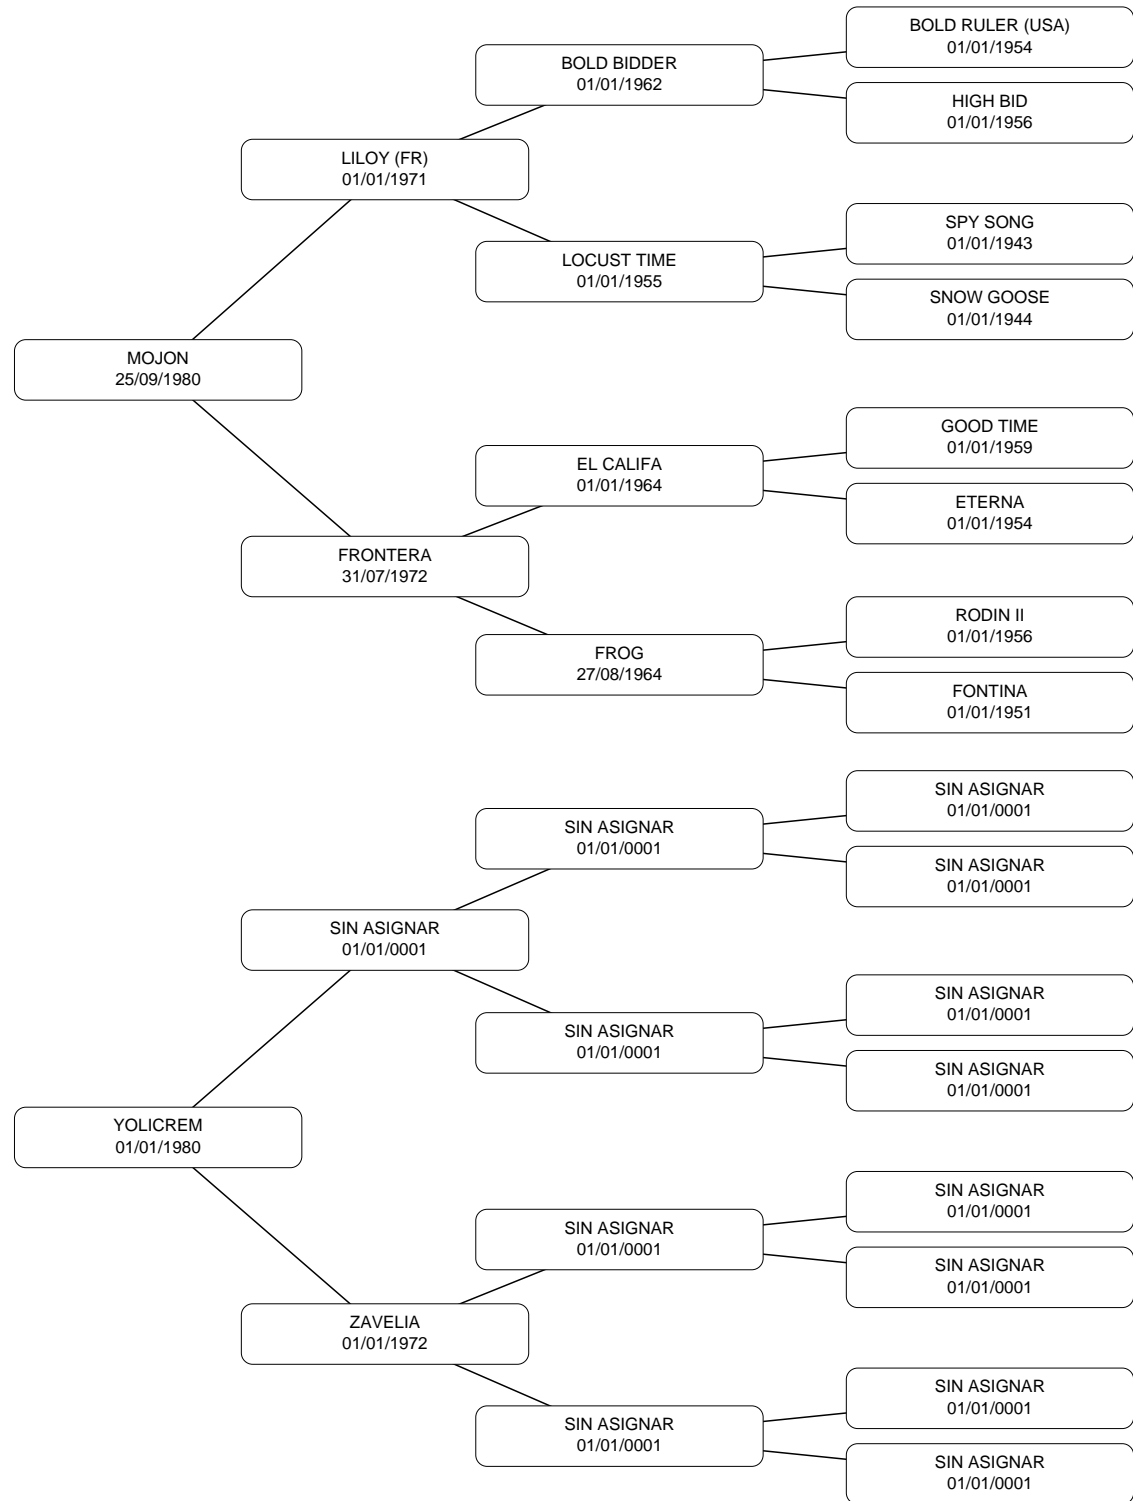 BOLD RULER (USA)
01/01/1954
BOLD BIDDER
01/01/1962
HIGH BID
01/01/1956
LILOY (FR)
01/01/1971
SPY SONG
01/01/1943
LOCUST TIME
01/01/1955
SNOW GOOSE
01/01/1944
MOJON
25/09/1980
GOOD TIME
01/01/1959
EL CALIFA
01/01/1964
ETERNA
01/01/1954
FRONTERA
31/07/1972
RODIN II
01/01/1956
FROG
27/08/1964
FONTINA
01/01/1951
SIN ASIGNAR
01/01/0001
SIN ASIGNAR
01/01/0001
SIN ASIGNAR
01/01/0001
SIN ASIGNAR
01/01/0001
SIN ASIGNAR
01/01/0001
SIN ASIGNAR
01/01/0001
SIN ASIGNAR
01/01/0001
YOLICREM
01/01/1980
SIN ASIGNAR
01/01/0001
SIN ASIGNAR
01/01/0001
SIN ASIGNAR
01/01/0001
ZAVELIA
01/01/1972
SIN ASIGNAR
01/01/0001
SIN ASIGNAR
01/01/0001
SIN ASIGNAR
01/01/0001